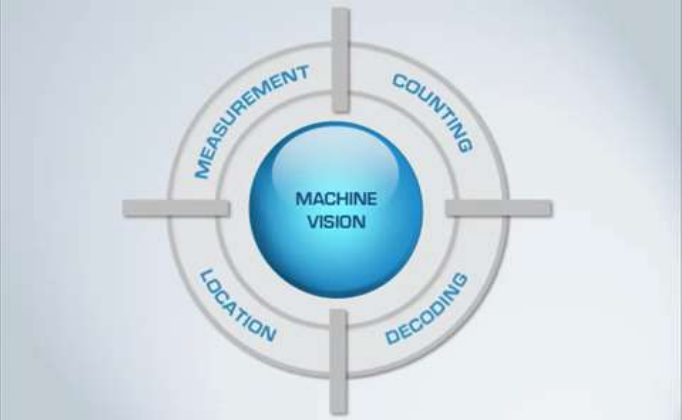 MEASUREMENT
COUNTING
MACHINE
VISION
LOCATION
DECODING